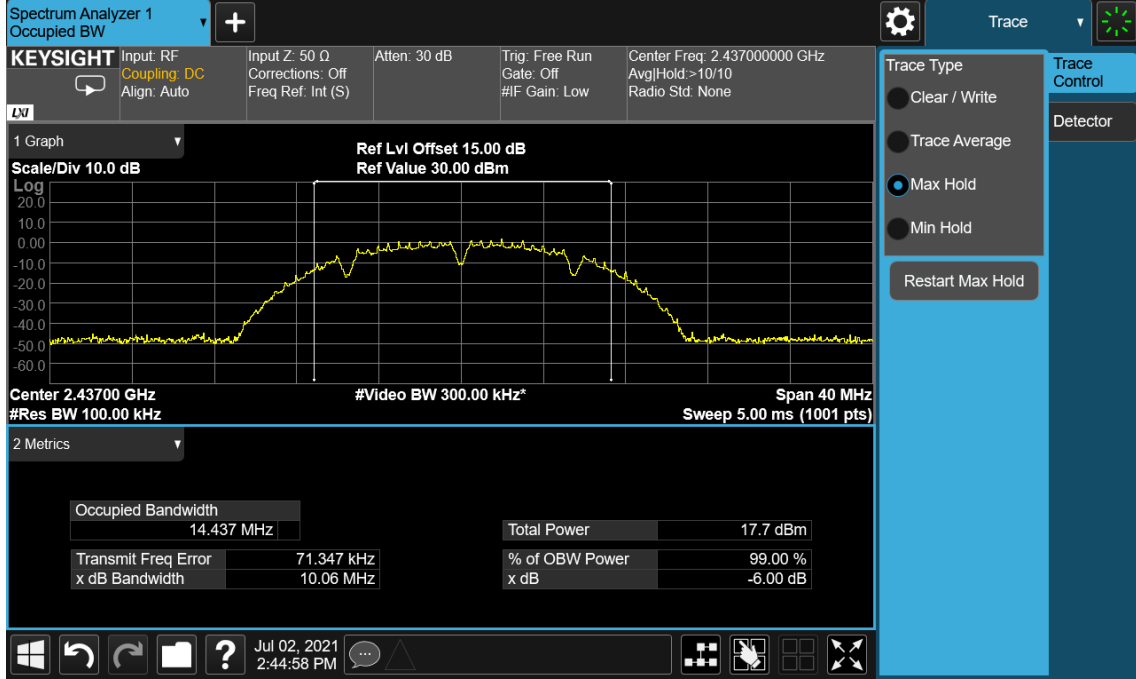 Spectrum Analyzer 1
Occupied BW
Trace
KEYSIGHT
LXI
Input: RF
Coupling: DC
Align: Auto
Input Z: 50 Ω
Corrections: Off
Freq Ref: Int (S)
Atten: 30 dB
Trig: Free Run
Gate: Off
#IF Gain: Low
Center Freq: 2.437000000 GHz
Avg|Hold:>10/10
Radio Std: None
1 Graph
Scale/Div 10.0 dB
Ref Lvl Offset 15.00 dB
Ref Value 30.00 dBm
Log
20.0
10.0
0.00
-10.0
-20.0
-30.0
-40.0
-50.0
-60.0
Center 2.43700 GHz
#Video BW 300.00 kHz*
Span 40 MHz
#Res BW 100.00 kHz
Sweep 5.00 ms (1001 pts)
2 Metrics
Occupied Bandwidth
14.437 MHz
Total Power 17.7 dBm
Transmit Freq Error 71.347 kHz
% of OBW Power 99.00 %
x dB Bandwidth 10.06 MHz
x dB -6.00 dB
?
Jul 02, 2021
2:44:58 PM
Trace Type
Clear / Write
Trace Average
Max Hold
Min Hold
Restart Max Hold
Trace
Control
Detector